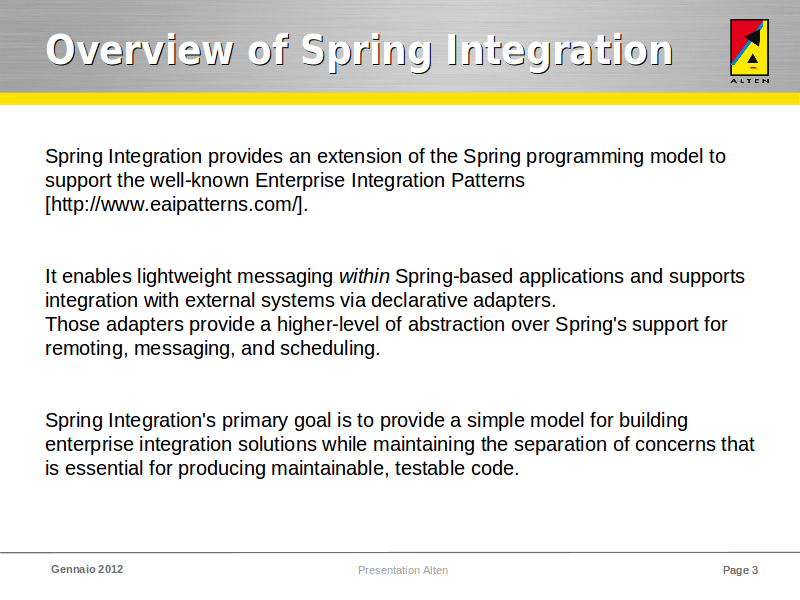 Overview of Spring Integration
ALTEN
Spring Integration provides an extension of the Spring programming model to
support the well-known Enterprise Integration Patterns
[http://www.eaipatterns.com/].
It enables lightweight messaging within Spring-based applications and supports
integration with external systems via declarative adapters.
Those adapters provide a higher-level of abstraction over Spring's support for
remoting, messaging, and scheduling.
Spring Integration's primary goal is to provide a simple model for building
enterprise integration solutions while maintaining the separation of concerns that
is essential for producing maintainable, testable code.
Gennaio 2012
Presentation Alten
Page 3